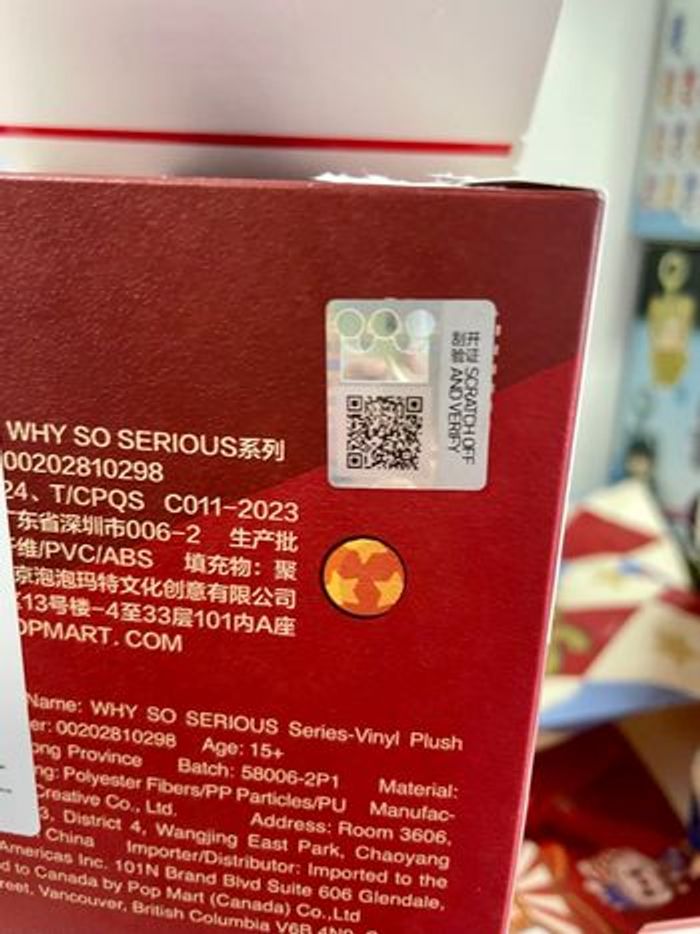 开证 SCRATCH OFF
刮验 AND VERIFY
WHY SO SERIOUS系列
00202810298
24、T/CPQS C011-2023
东省深圳市006-2 生产批
维/PVC/ABS 填充物：聚
京泡泡玛特文化创意有限公司
13号楼-4至33层101内A座
OPMART. COM
Name: WHY SO SERIOUS Series-Vinyl Plush
er: 00202810298 Age: 15+
ong Province Batch: 58006-2P1 Material:
ng: Polyester Fibers/PP Particles/PU Manufac-
Creative Co., Ltd. Address: Room 3606,
3, District 4, Wangjing East Park, Chaoyang
China Importer/Distributor: Imported to the
Americas Inc. 101N Brand Blvd Suite 606 Glendale,
d to Canada by Pop Mart (Canada) Co.,Ltd
reet, Vancouver, British Columbia V6B 4N9